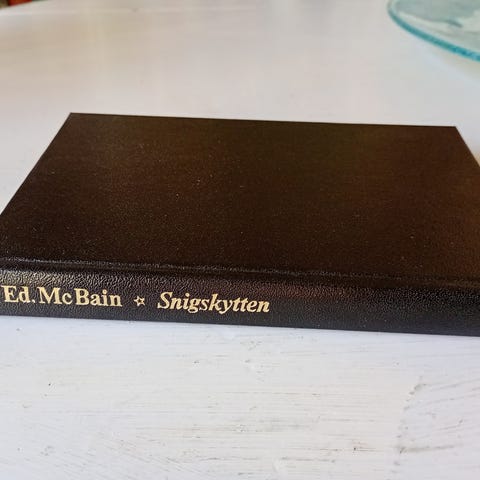 Ed. McBain ☆ Snigskytten